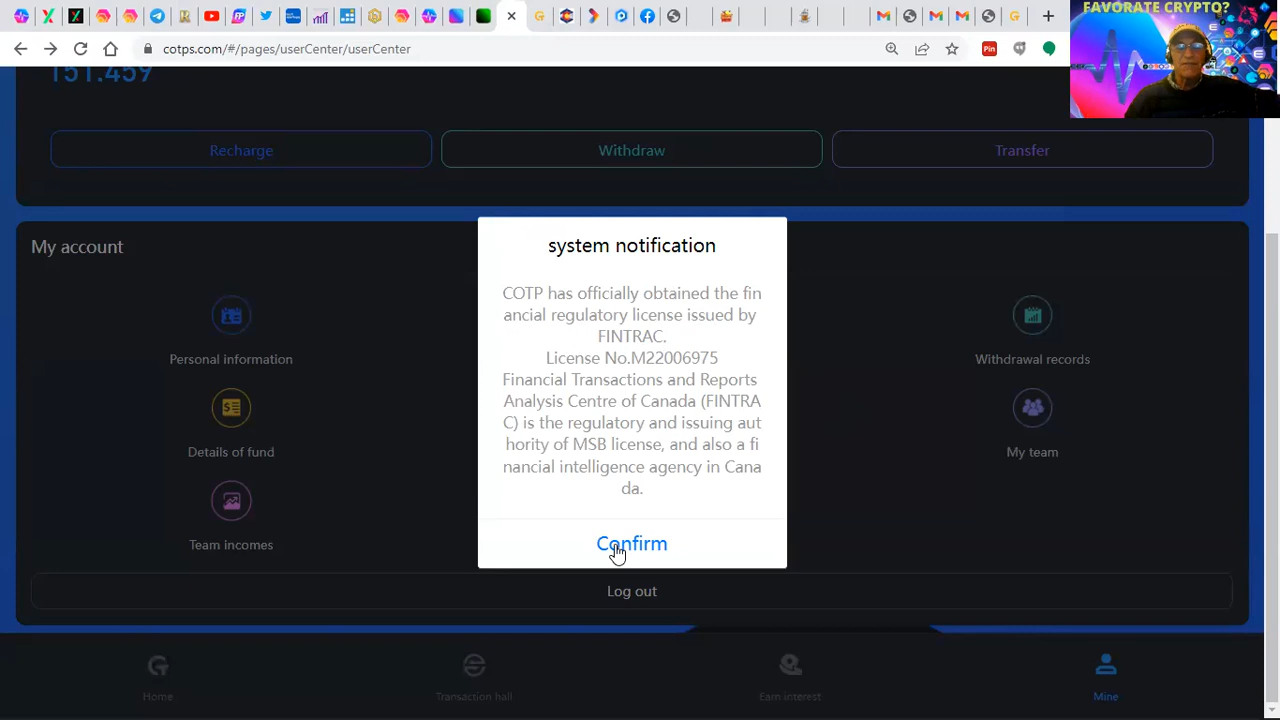 FAVORATE CRYPTO?
cotps.com/#/pages/userCenter/userCenter
Pin
151.459
Recharge
Withdraw
Transfer
My account
system notification
COTP has officially obtained the fin
ancial regulatory license issued by
FINTRAC.
License No.M22006975
Financial Transactions and Reports
Analysis Centre of Canada (FINTRA
C) is the regulatory and issuing aut
hority of MSB license, and also a fi
nancial intelligence agency in Cana
da.
Confirm
Personal information
Withdrawal records
Details of fund
My team
Team incomes
Log out
Home
Transaction hall
Earn interest
Mine